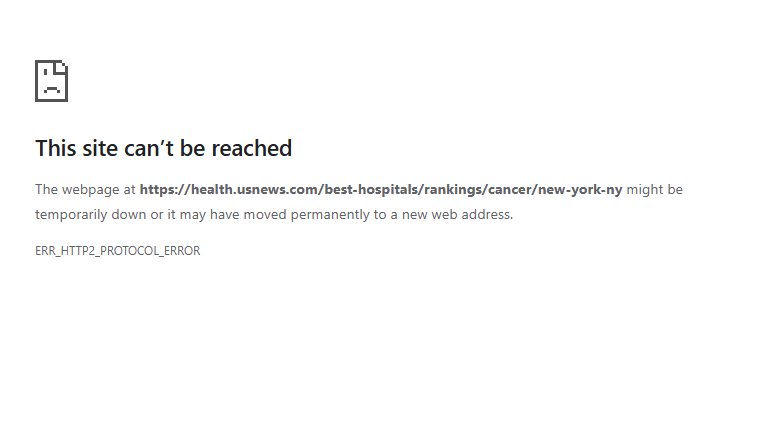 This site can’t be reached
The webpage at https://health.usnews.com/best-hospitals/rankings/cancer/new-york-ny might be
temporarily down or it may have moved permanently to a new web address.
ERR_HTTP2_PROTOCOL_ERROR